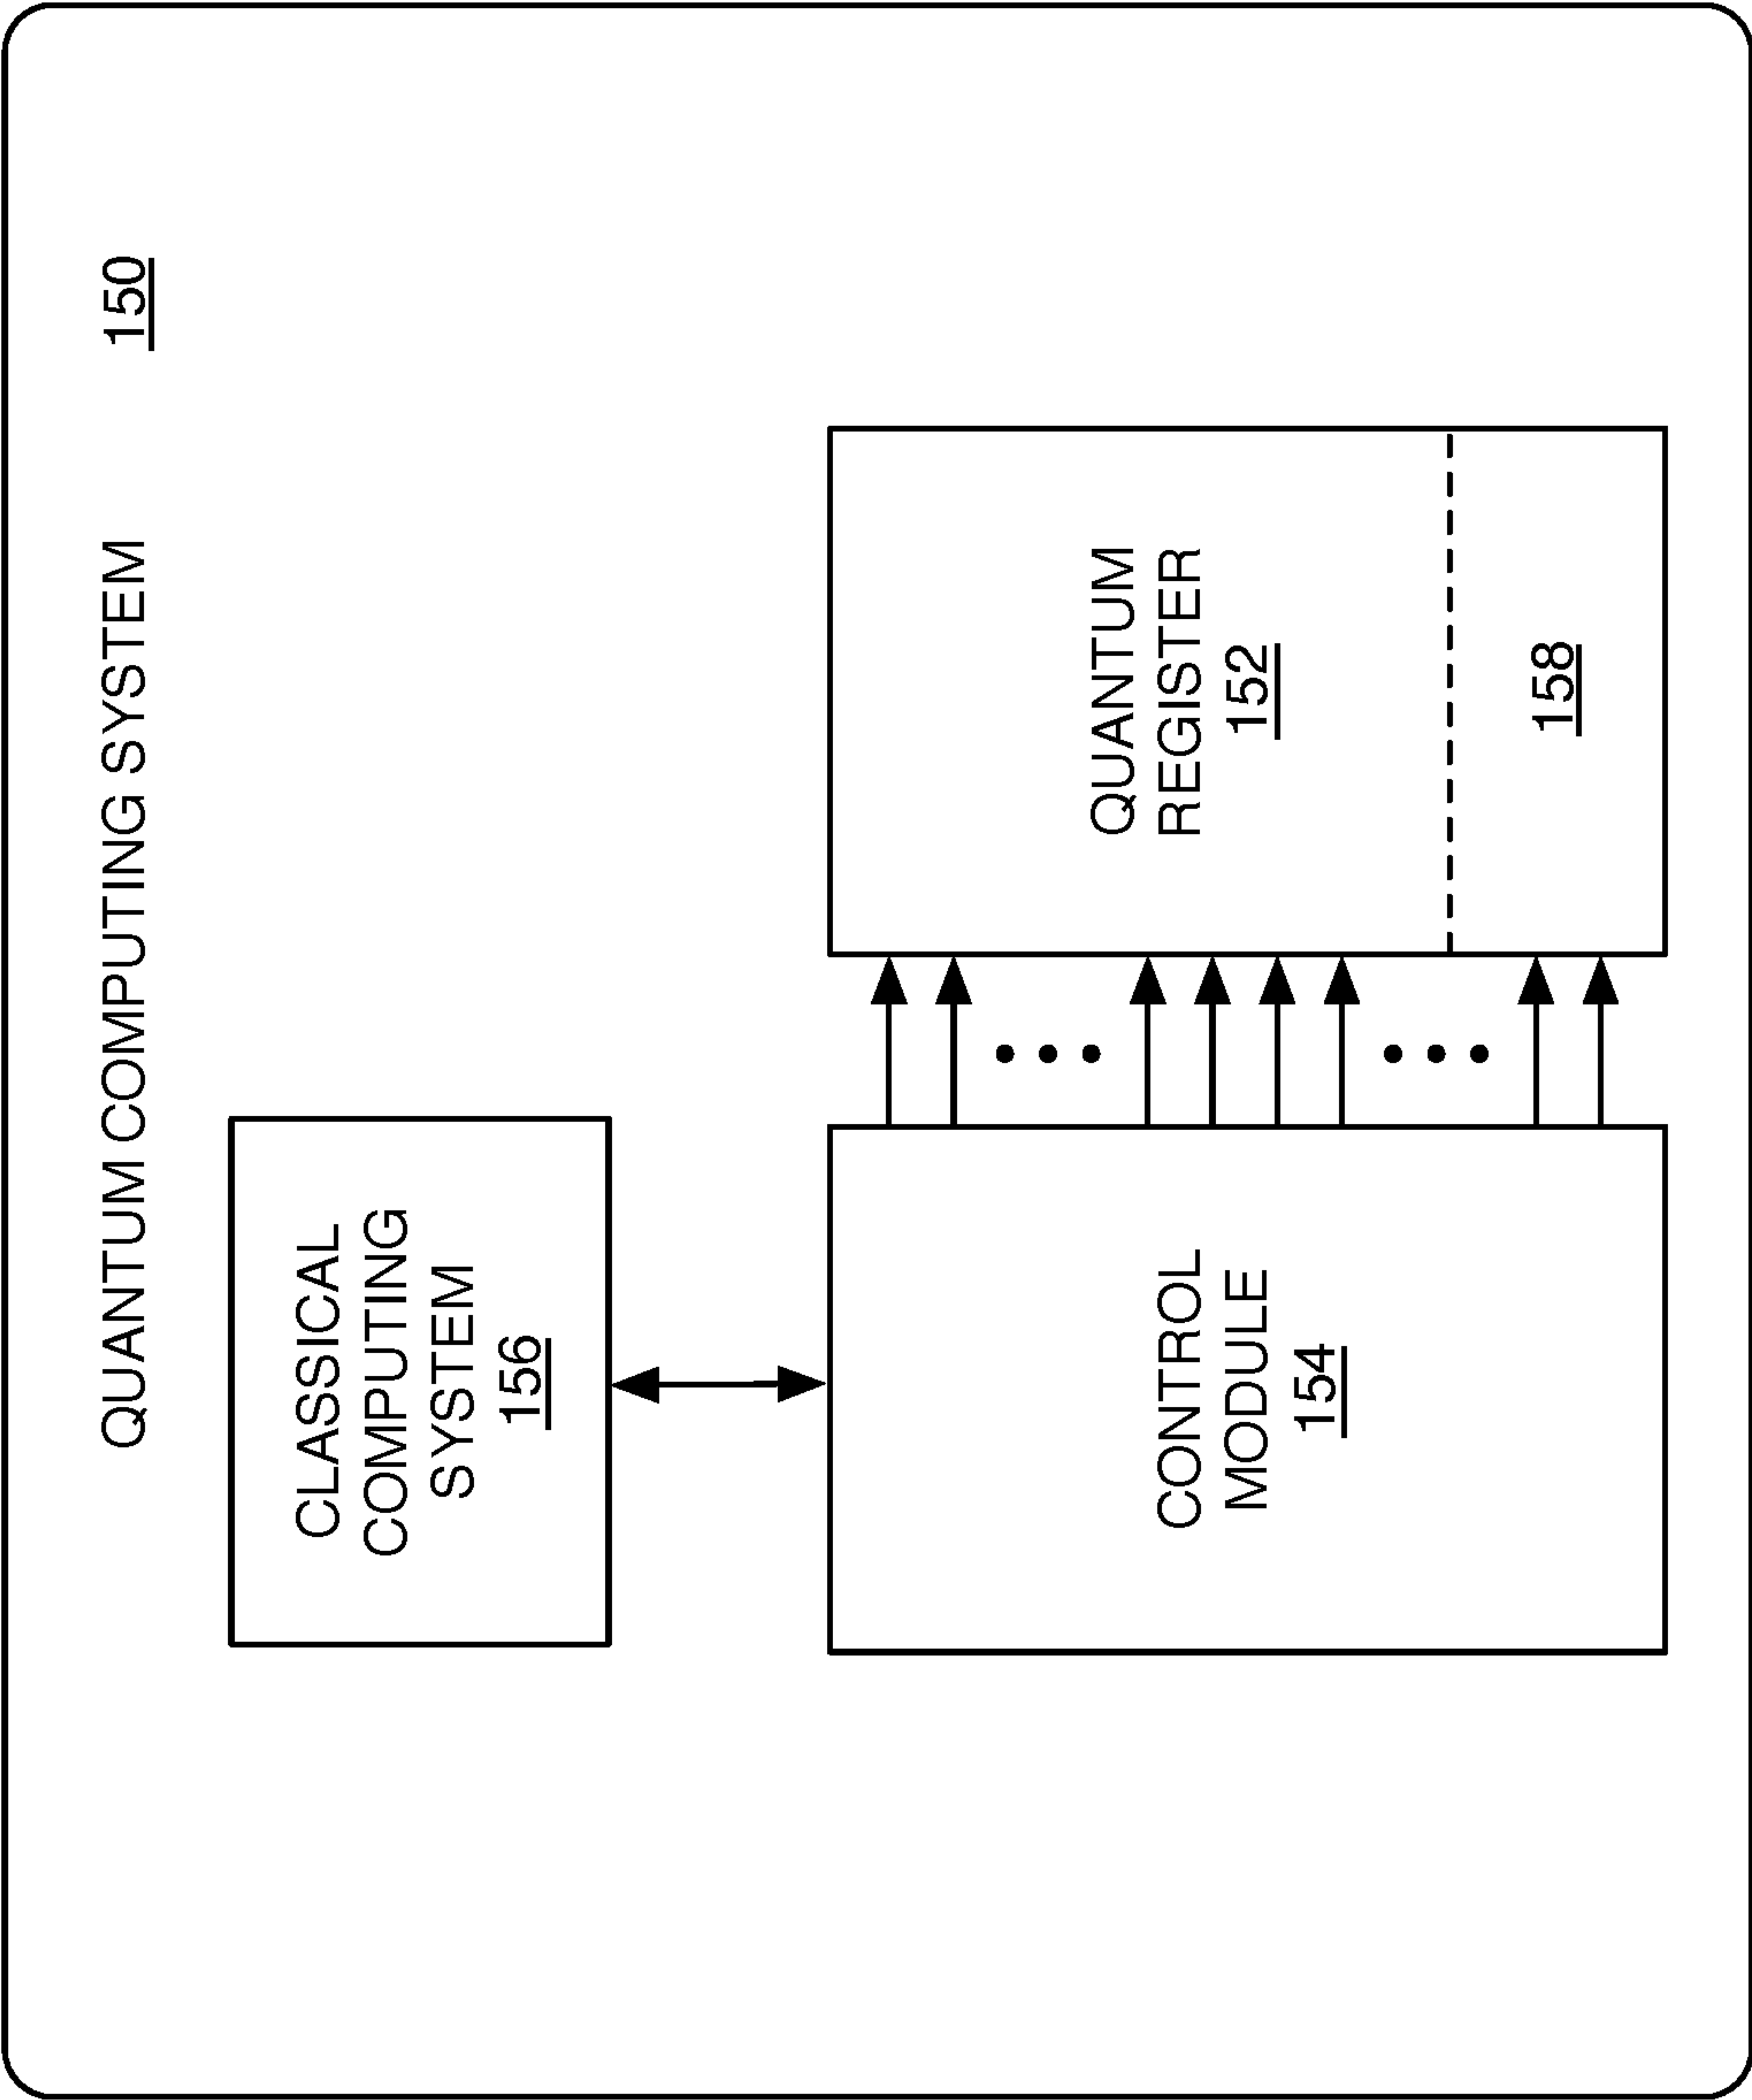 QUANTUM COMPUTING SYSTEM 150
CLASSICAL
COMPUTING
SYSTEM
156
CONTROL
MODULE
154
QUANTUM
REGISTER
152
158